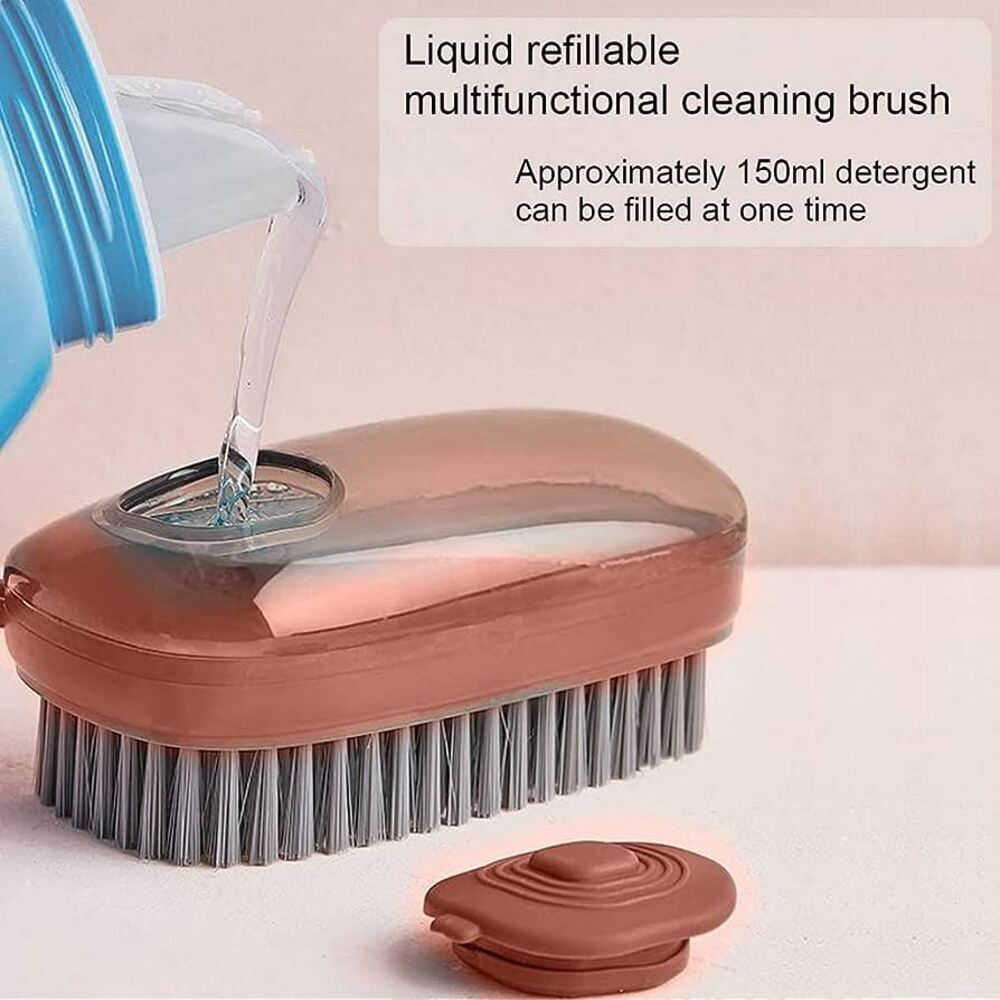 Liquid refillable
multifunctional cleaning brush
Approximately 150ml detergent
can be filled at one time